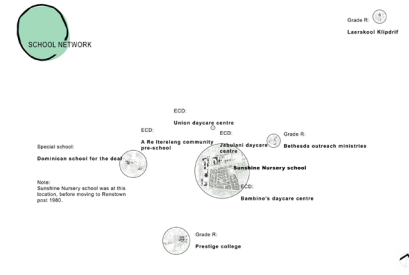 Grade R:
Laerskool Klipdrif
SCHOOL NETWORK
ECD:
Union daycare centre
ECD:
A Re Itereleng community
pre-school
ECD:
Jabulani daycare
centre
Grade R:
Bethesda outreach ministries
Special school:
Dominican school for the deaf
Sunshine Nursery school
Note:
Sunshine Nursery school was at this
location, before moving to Renstown
post 1980.
ECD:
Bambino's daycare centre
Grade R:
Prestige college